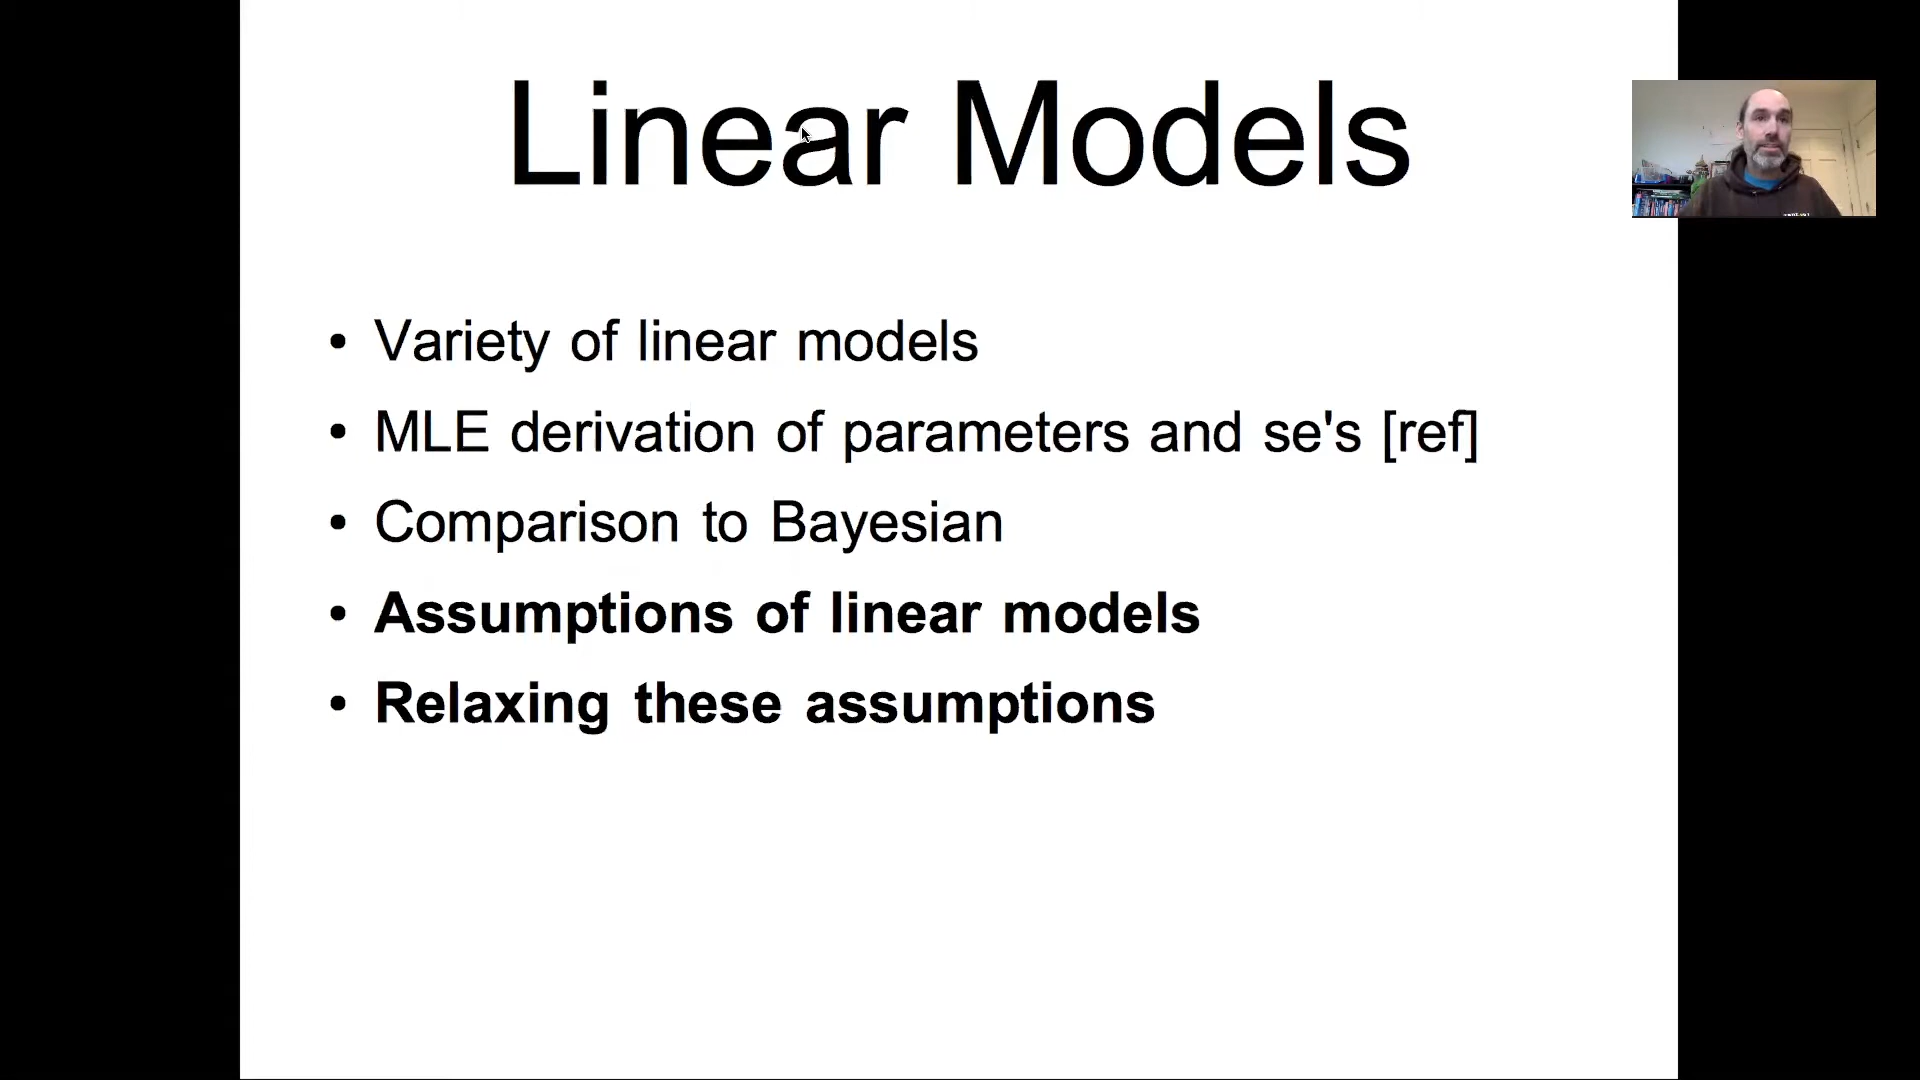 Linear Models
• Variety of linear models
• MLE derivation of parameters and se's [ref]
• Comparison to Bayesian
• Assumptions of linear models
• Relaxing these assumptions